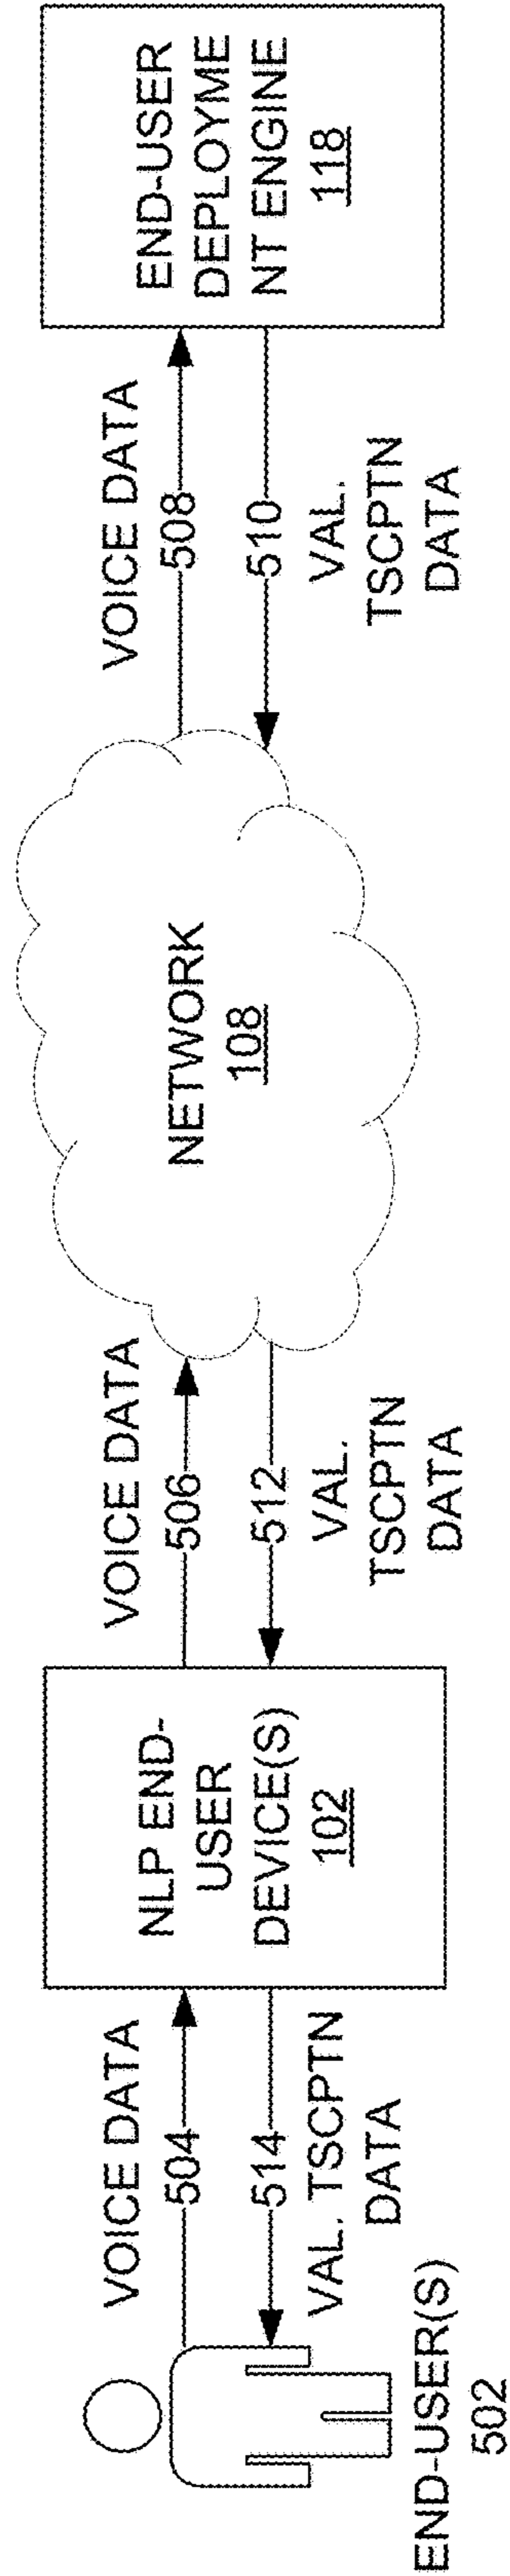 VOICE DATA
504
514
VAL. TSCPTN
DATA
END-USER(S)
502
NLP END-
USER
DEVICE(S)
102
VOICE DATA
506
512
VAL.
TSCPTN
DATA
NETWORK
108
VOICE DATA
508
510
VAL.
TSCPTN
DATA
END-USER
DEPLOYME
NT ENGINE
118